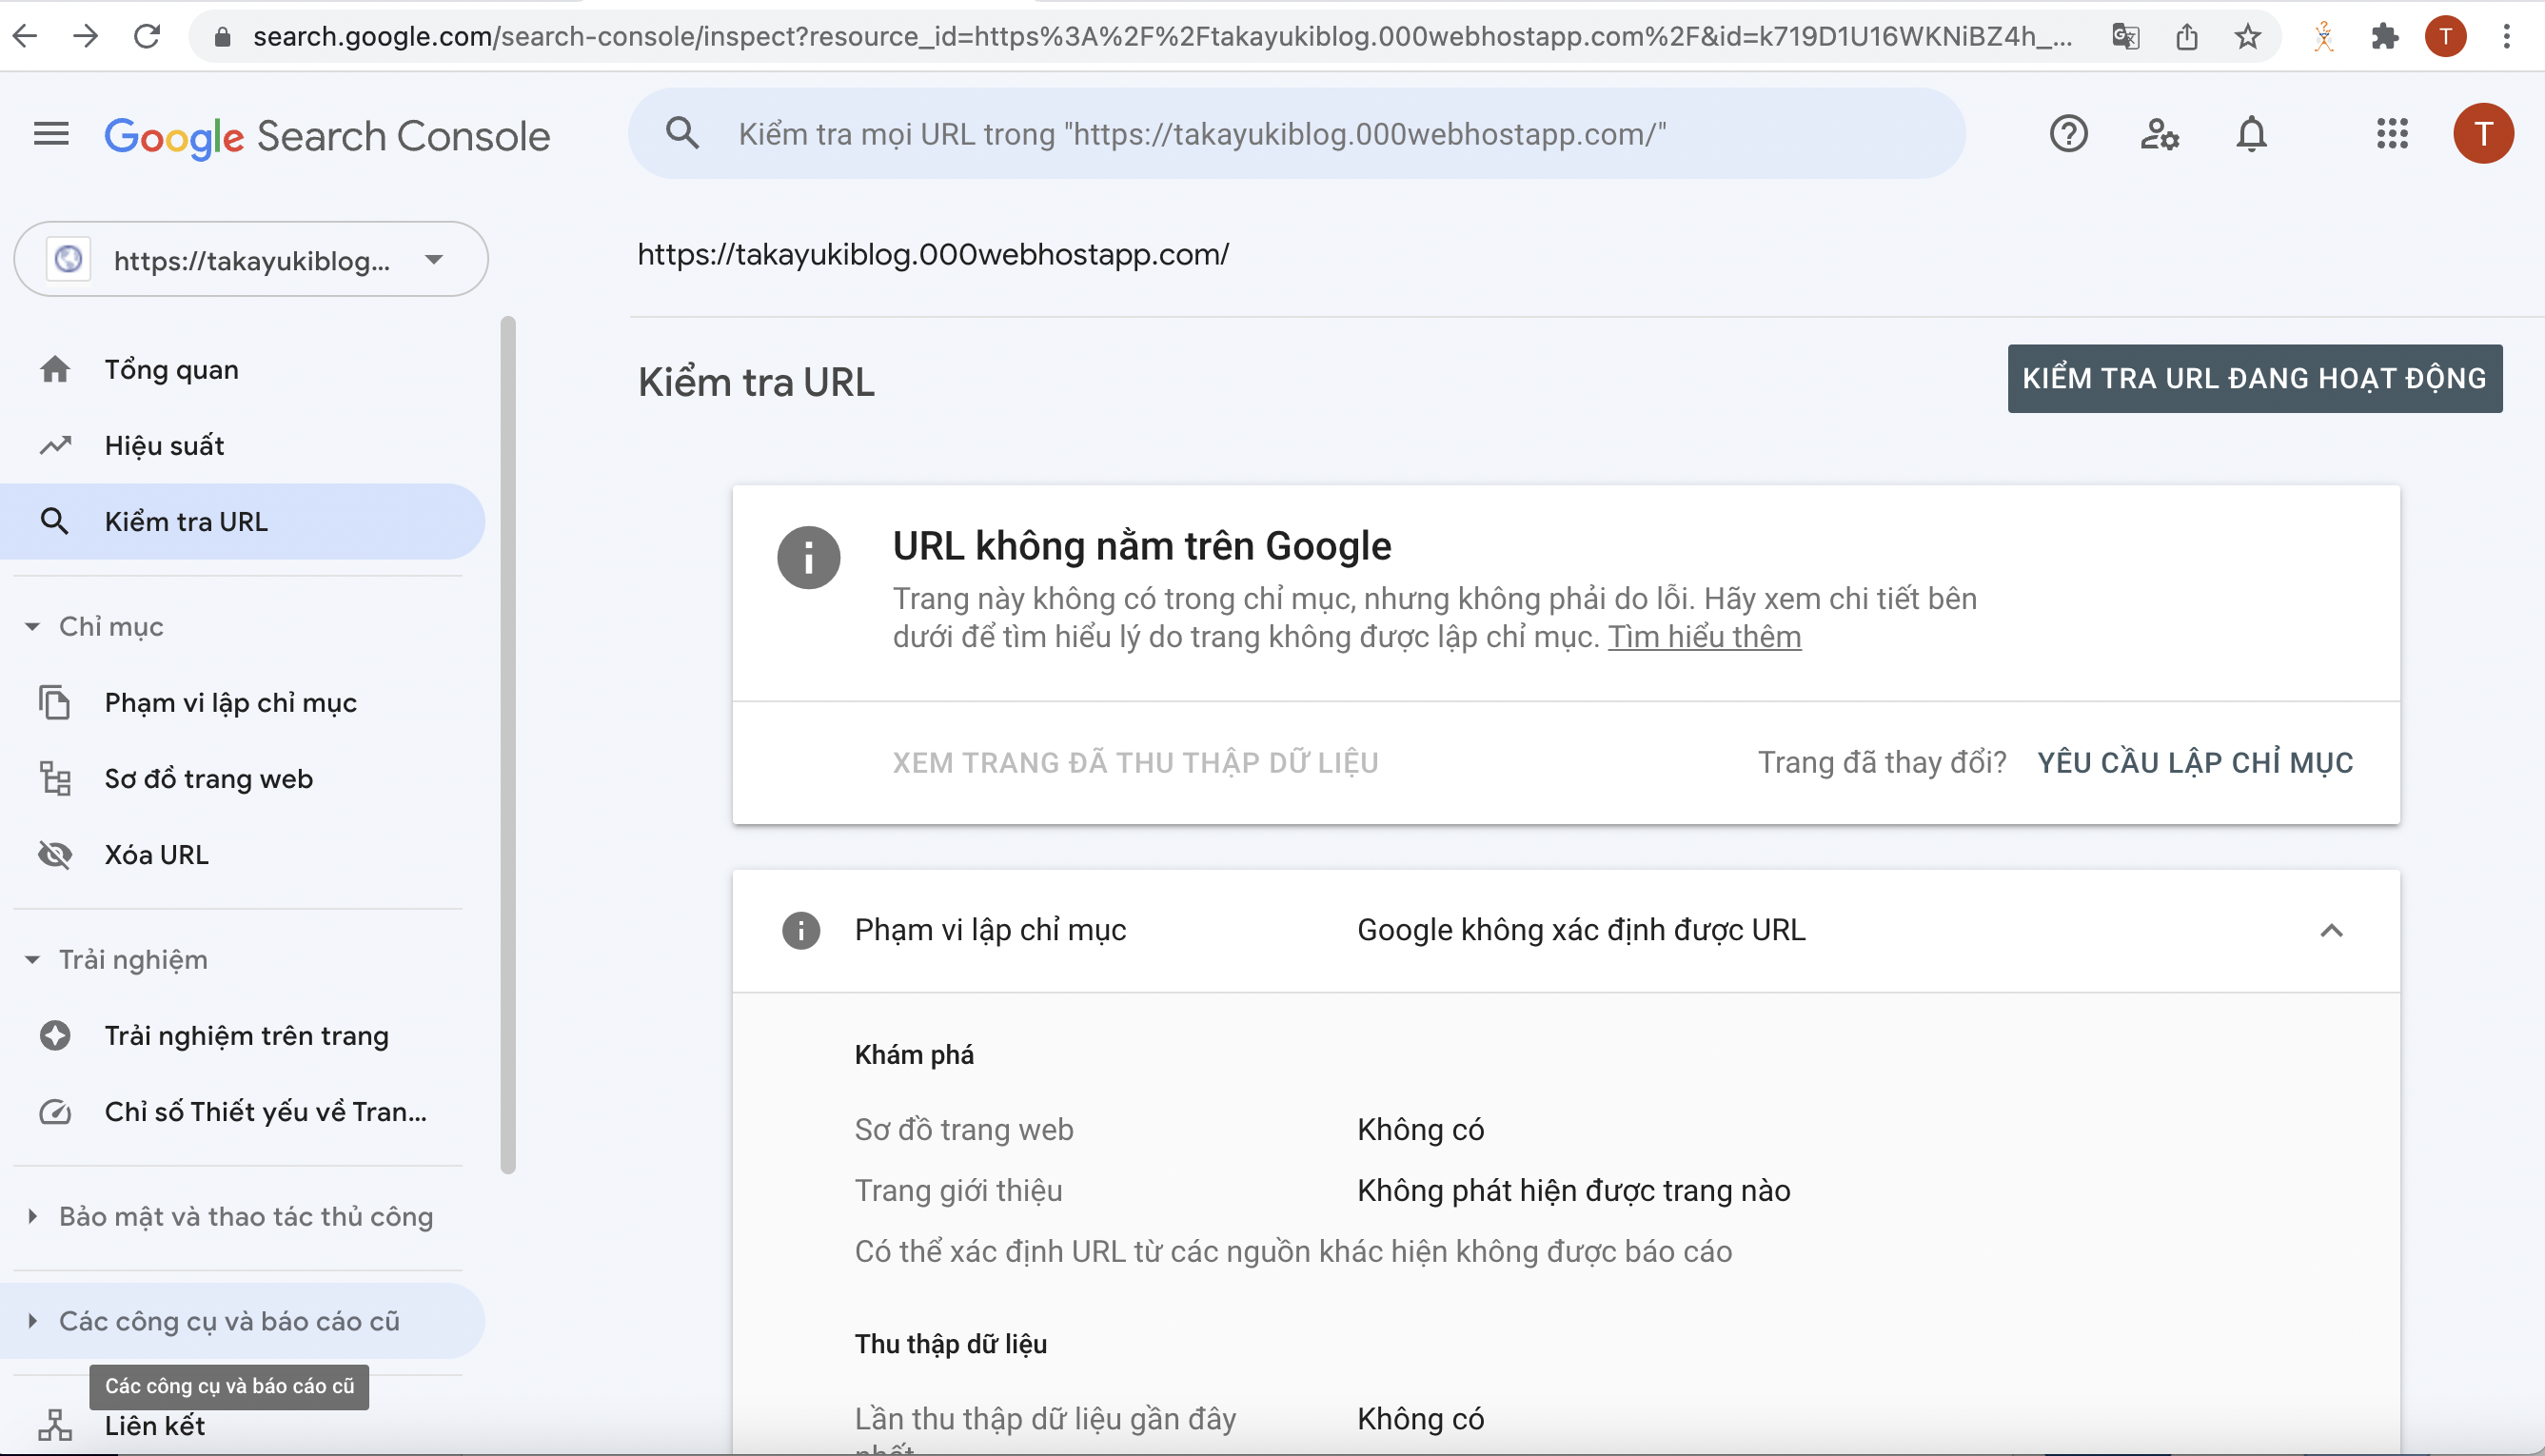 search.google.com/search-console/inspect?resource_id=https%3A%2F%2Ftakayukiblog.000webhostapp.com%2F&id=k719D1U16WKNiBZ4h_...
T
Google Search Console
Kiểm tra mọi URL trong "https://takayukiblog.000webhostapp.com/"
T
https://takayukiblog...
https://takayukiblog.000webhostapp.com/
Tổng quan
Hiệu suất
Kiểm tra URL
Chỉ mục
Phạm vi lập chỉ mục
Sơ đồ trang web
Xóa URL
Trải nghiệm
Trải nghiệm trên trang
Chỉ số Thiết yếu về Tran...
Bảo mật và thao tác thủ công
Các công cụ và báo cáo cũ
Các công cụ và báo cáo cũ
Liên kết
Kiểm tra URL
KIỂM TRA URL ĐANG HOẠT ĐỘNG
URL không nằm trên Google
Trang này không có trong chỉ mục, nhưng không phải do lỗi. Hãy xem chi tiết bên
dưới để tìm hiểu lý do trang không được lập chỉ mục. Tìm hiểu thêm
XEM TRANG ĐÃ THU THẬP DỮ LIỆU
Trang đã thay đổi? YÊU CẦU LẬP CHỈ MỤC
Phạm vi lập chỉ mục Google không xác định được URL
Khám phá
Sơ đồ trang web Không có
Trang giới thiệu Không phát hiện được trang nào
Có thể xác định URL từ các nguồn khác hiện không được báo cáo
Thu thập dữ liệu
Lần thu thập dữ liệu gần đây Không có
nhất